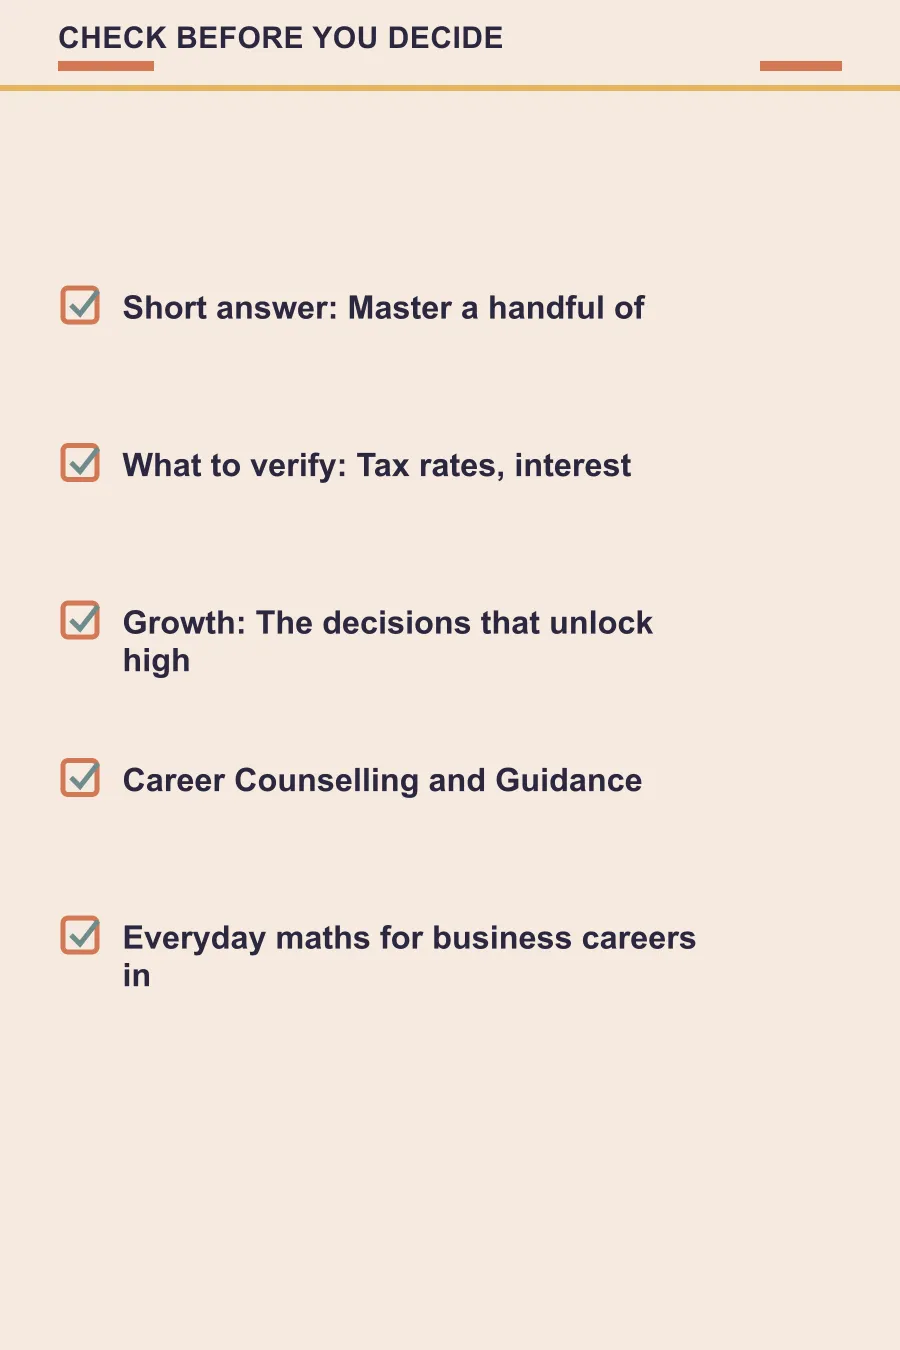 CHECK BEFORE YOU DECIDE
Short answer: Master a handful of
What to verify: Tax rates, interest
Growth: The decisions that unlock
high
Career Counselling and Guidance
Everyday maths for business careers
in